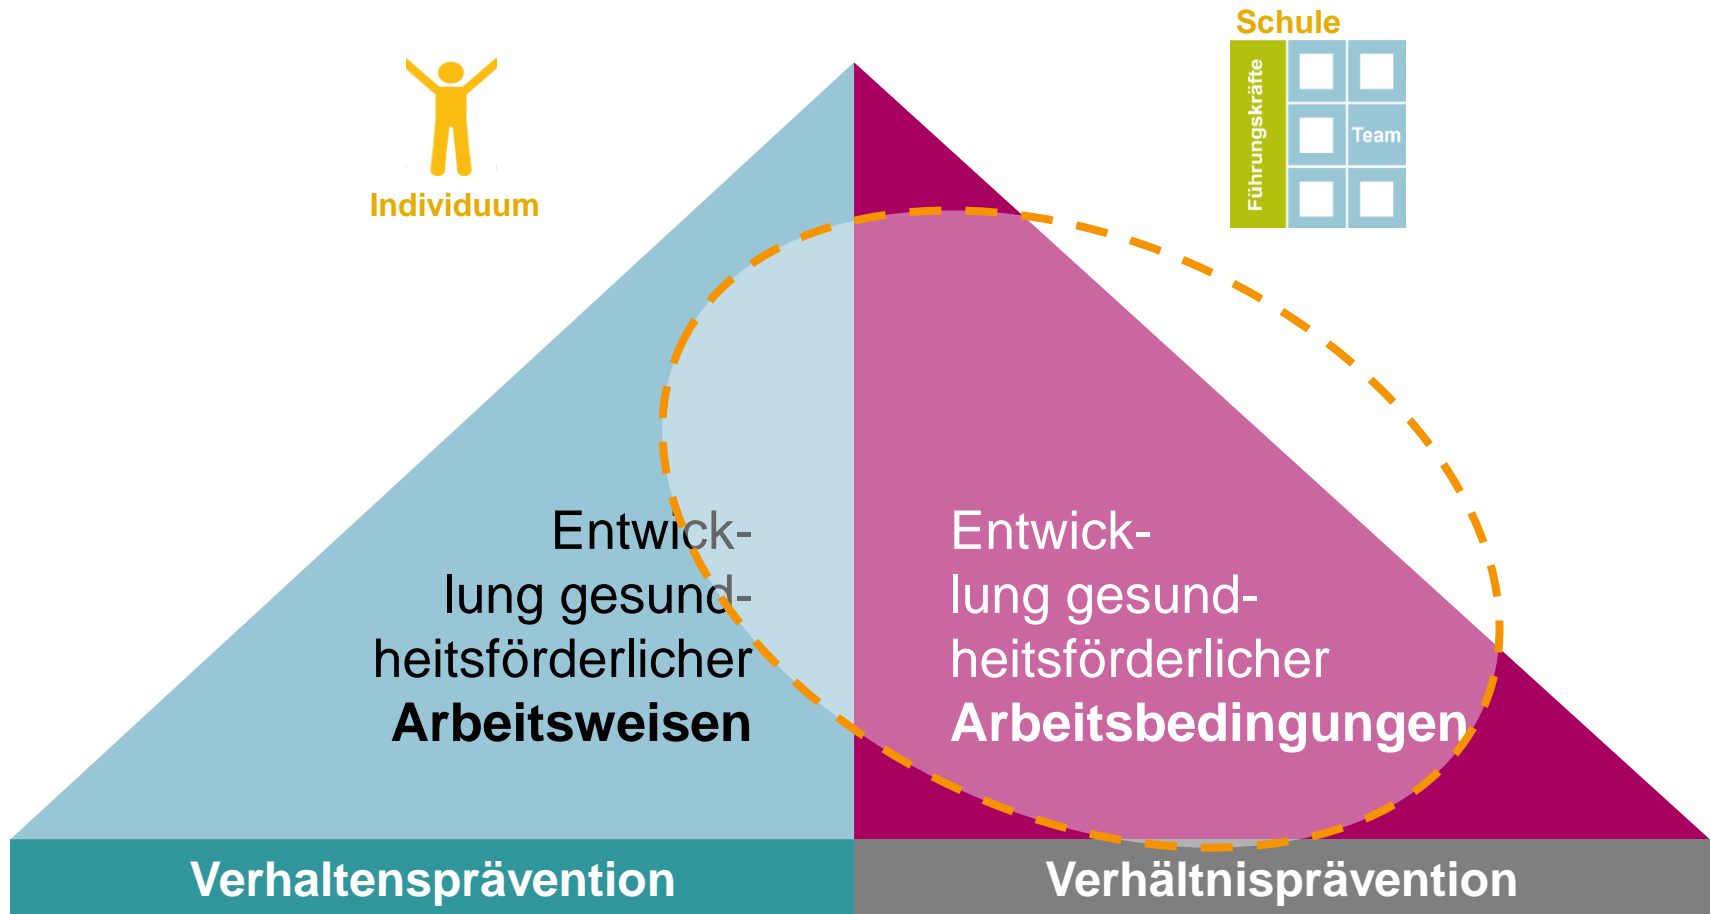 Schule
Führungskräfte
Team
Individuum
Entwick-
lung gesund-
heitsförderlicher
Arbeitsweisen
Entwick-
lung gesund-
heitsförderlicher
Arbeitsbedingungen
Verhaltensprävention
Verhältnisprävention